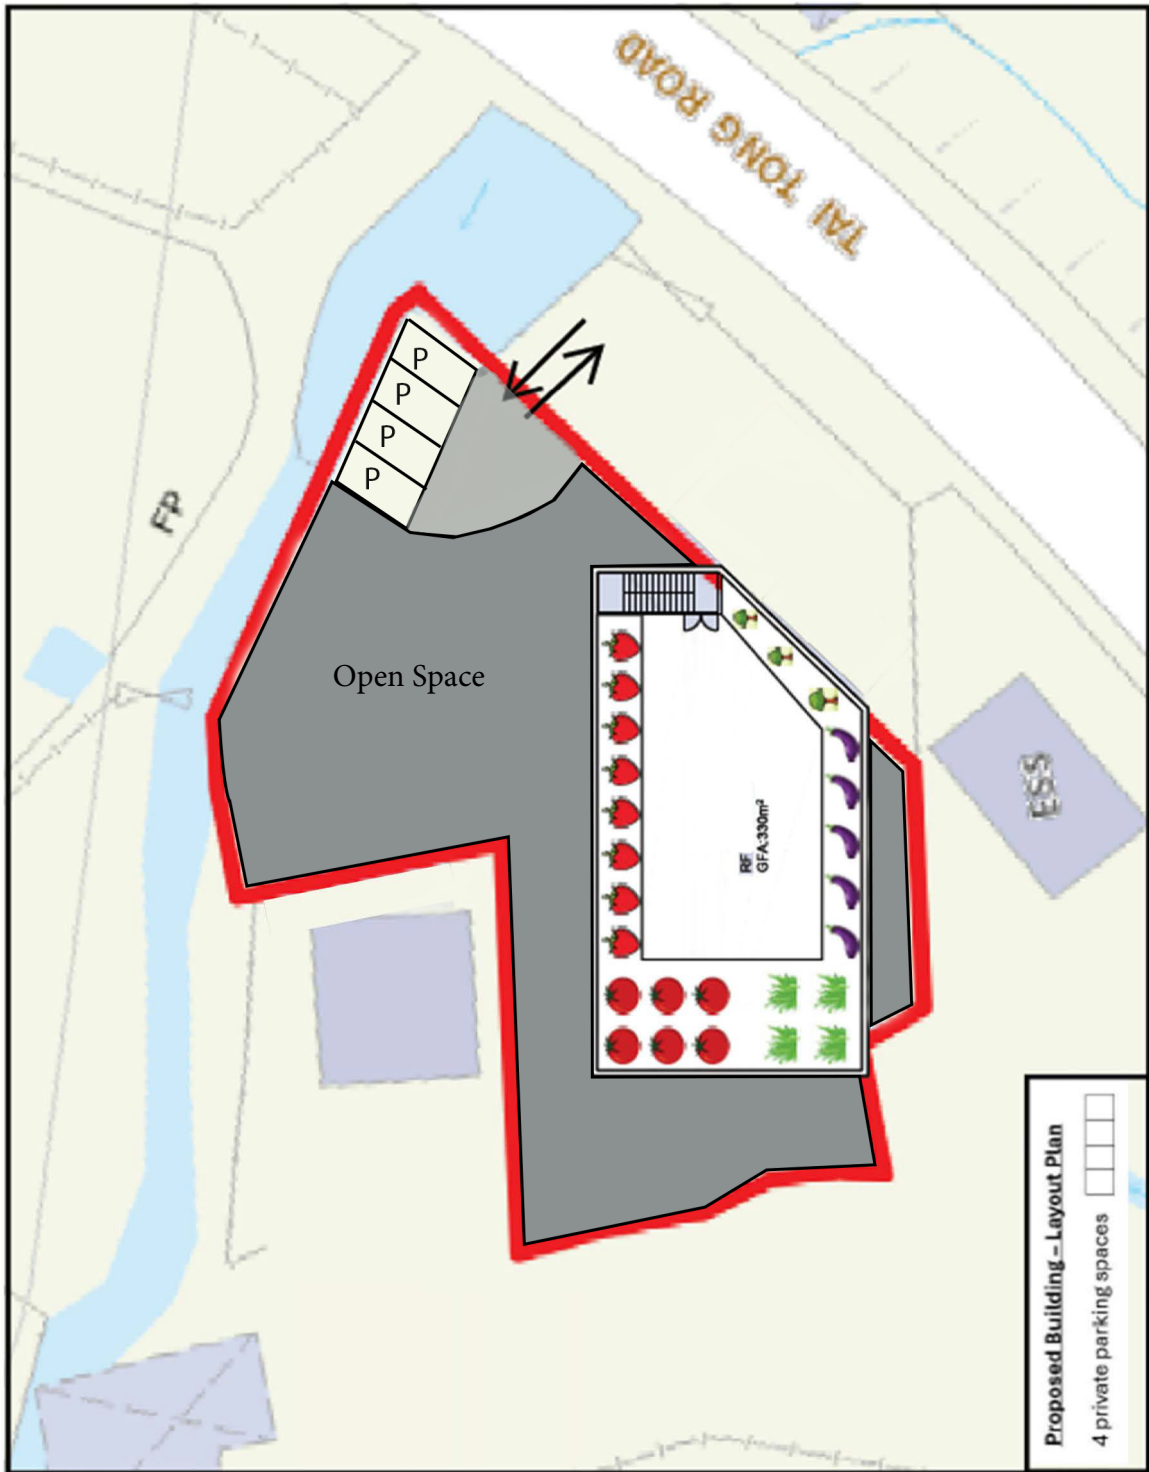 TAI TONG ROAD
P
P
P
P
FP
Open Space
RF
GFA:330m²
ESS
Proposed Building – Layout Plan
4 private parking spaces